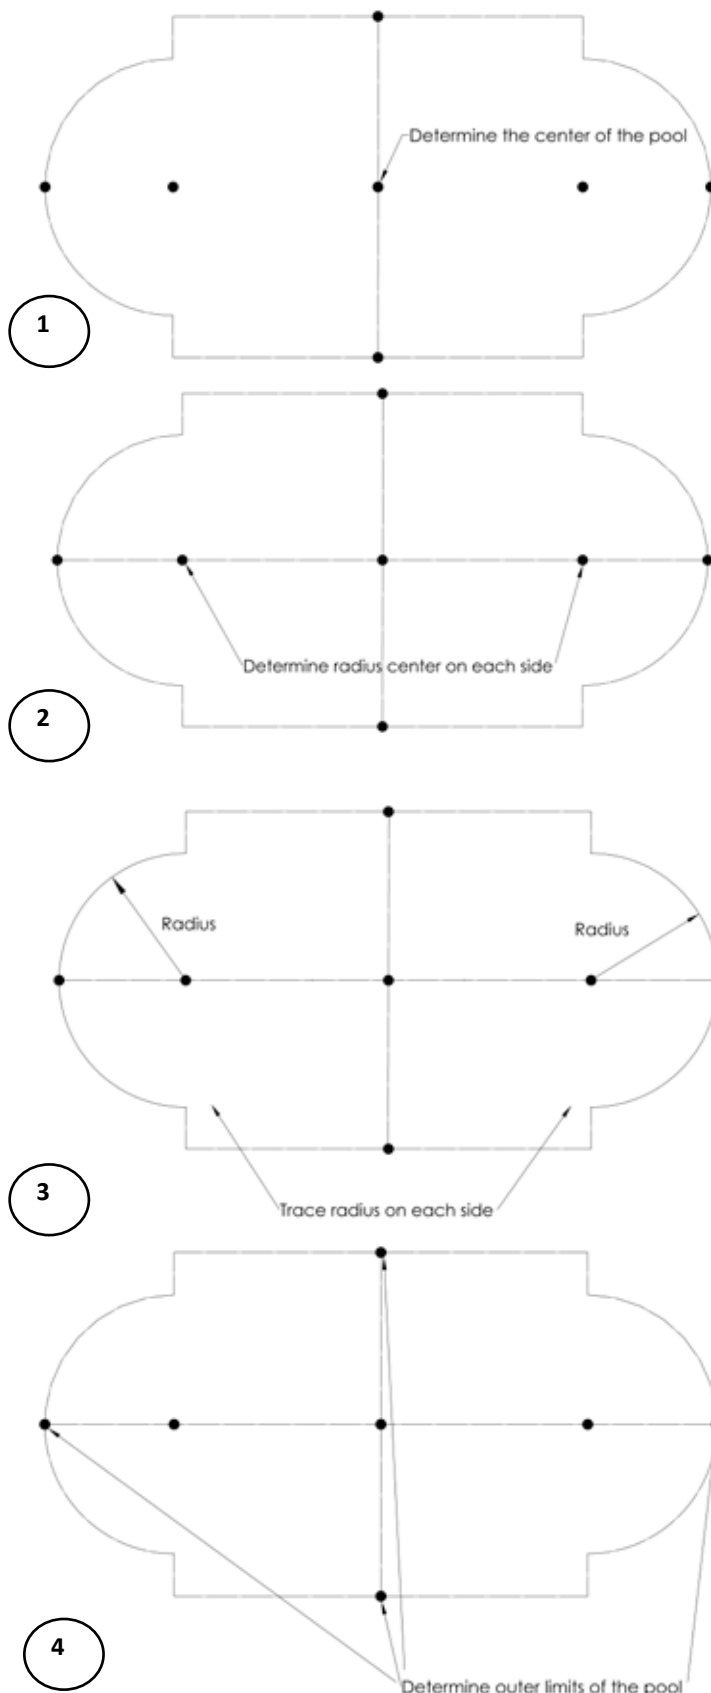 Determine the center of the pool
1
Determine radius center on each side
2
Radius
Radius
3
Trace radius on each side
4
Determine outer limits of the pool